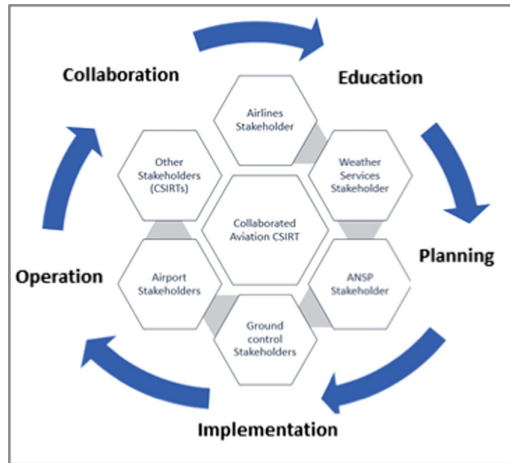 Collaboration
Education
Airlines
Stakeholder
Other
Stakeholders
(CSIRTs)
Weather
Services
Stakeholder
Collaborated
Aviation CSIRT
Operation
Airport
Stakeholders
ANSP
Stakeholder
Planning
Ground
control
Stakeholders
Implementation